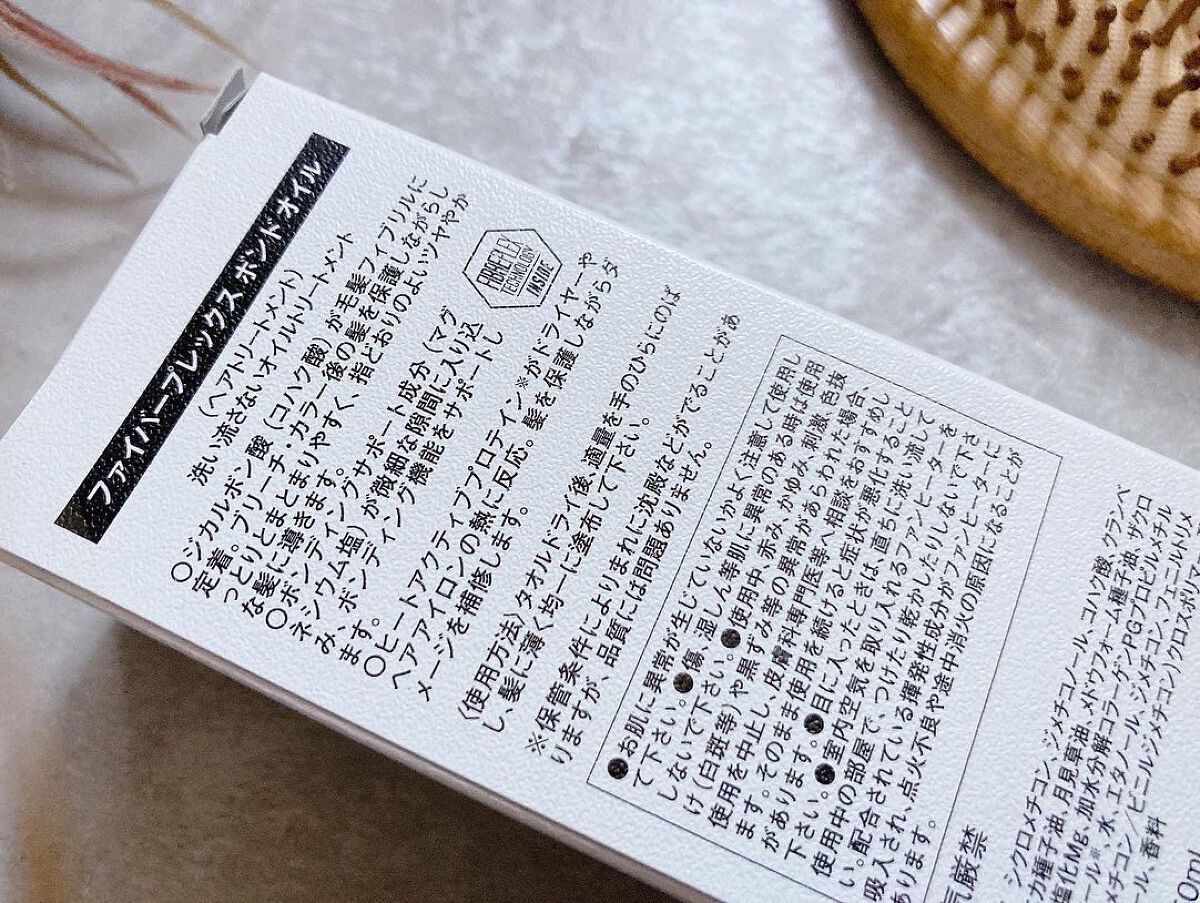 ファイバープレックス ボンド オイル
(ヘアトリートメント)
洗い流さないオイルトリートメント
○ジカルボン酸(コハク酸)が毛髪フィブリルに
定着。ブリーチ・カラー後の髪を保護しながらし
っとりとまとまりやすく、指どおりのよいツヤやか
な髪に導きます。
○ボンディングサポート成分(マグ
ネシウム塩)が微細な隙間に入り込
み、ボンディング機能をサポートし
ます。
FIBREPLEX
TECHNOLOGY
INSIDE
○ヒートアクティブプロテイン※がドライヤーや
ヘアアイロンの熱に反応。髪を保護しながらダ
メージを補修します。
〈使用方法〉タオルドライ後、適量を手のひらにのば
し、髪に薄く均一に塗布して下さい。
※保管条件によりまれに沈殿などがでることがあ
りますが、品質には問題ありません。
●お肌に異常が生じていないかよく注意して使用し
て下さい。●傷、湿しん等肌に異常のある時は使用
しないで下さい。●使用中、赤み、かゆみ、刺激、色抜
け(白斑等)や黒ずみ等の異常があらわれた場合、
使用を中止し、皮膚科専門医等へ相談をおすすめし
ます。そのまま使用を続けると症状が悪化すること
があります。●目に入ったときは、直ちに洗い流して
下さい。●室内空気を取り入れるファンヒーターを
使用中の部屋で、つけたり乾かしたりしないで下さ
い。配合されている揮発性成分がファンヒーターに
吸入され、点火不良や途中消火の原因になることが
あります。
気厳禁
シクロメチコン、ジメチコノール、コハク酸、クランベ
カ種子油、月見草油、メドウフォーム種子油、ザクロ
塩化Mg、加水分解コラーゲンPGプロピルメチル
ール、水、エタノール、ジメチコン、フェニルトリメ
メチコン/ビニルジメチコン)クロスポリ
ール、香料